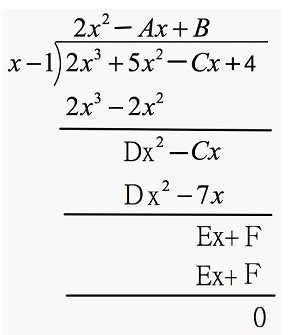 2x² − Ax + B
x − 1)2x³ + 5x² − Cx + 4
2x³ − 2x²
Dx² − Cx
Dx² − 7x
Ex + F
Ex + F
0